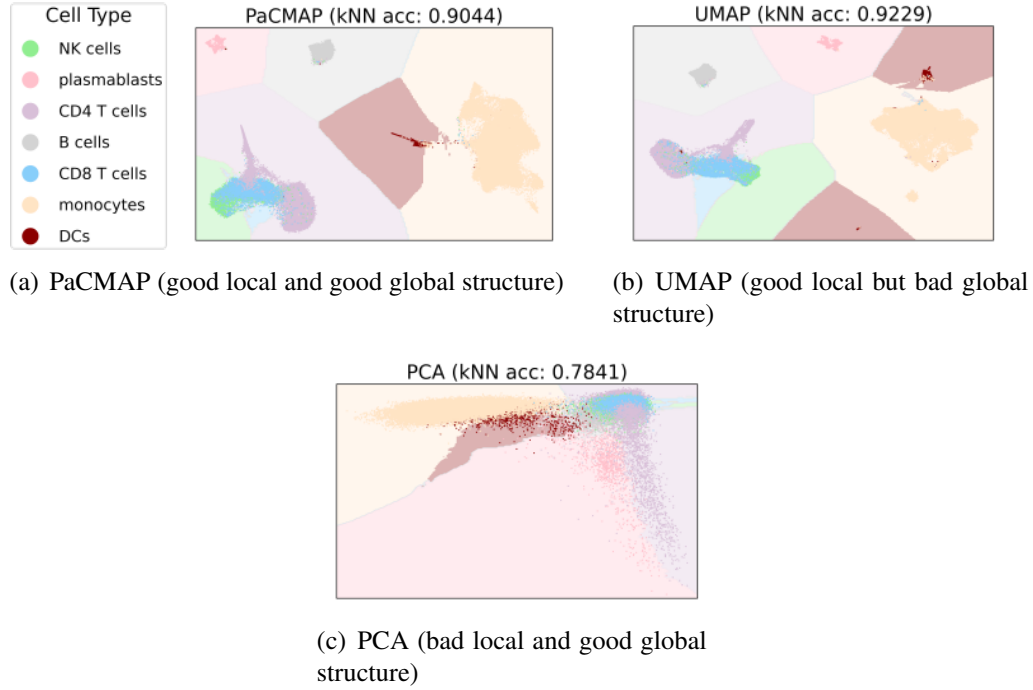 Cell Type
NK cells
plasmablasts
CD4 T cells
B cells
CD8 T cells
monocytes
DCs
PaCMAP (kNN acc: 0.9044)
UMAP (kNN acc: 0.9229)
(a) PaCMAP (good local and good global structure)
(b) UMAP (good local but bad global
structure)
PCA (kNN acc: 0.7841)
(c) PCA (bad local and good global
structure)